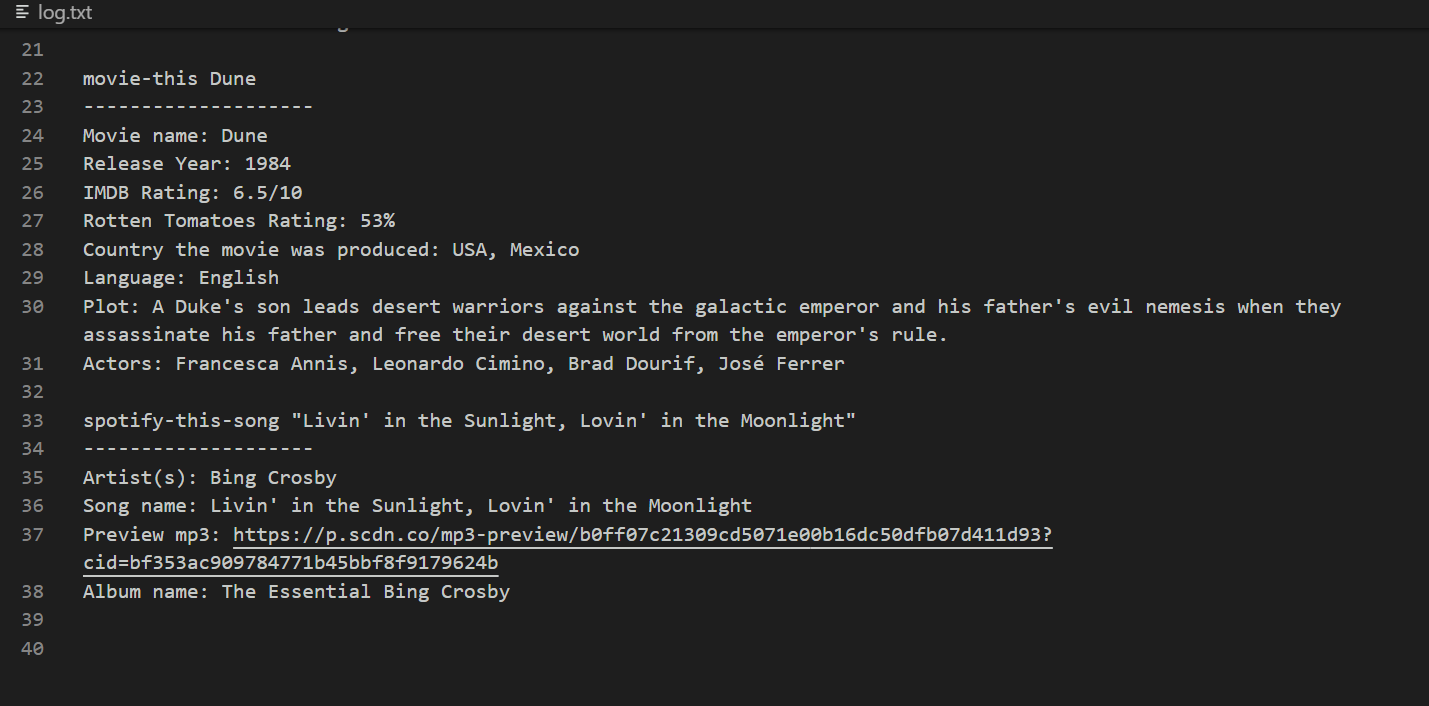 log.txt
21
22 movie-this Dune
23 --------------------
24 Movie name: Dune
25 Release Year: 1984
26 IMDB Rating: 6.5/10
27 Rotten Tomatoes Rating: 53%
28 Country the movie was produced: USA, Mexico
29 Language: English
30 Plot: A Duke's son leads desert warriors against the galactic emperor and his father's evil nemesis when they
assassinate his father and free their desert world from the emperor's rule.
31 Actors: Francesca Annis, Leonardo Cimino, Brad Dourif, José Ferrer
32
33 spotify-this-song "Livin' in the Sunlight, Lovin' in the Moonlight"
34 --------------------
35 Artist(s): Bing Crosby
36 Song name: Livin' in the Sunlight, Lovin' in the Moonlight
37 Preview mp3: https://p.scdn.co/mp3-preview/b0ff07c21309cd5071e00b16dc50dfb07d411d93?
cid=bf353ac909784771b45bbf8f9179624b
38 Album name: The Essential Bing Crosby
39
40